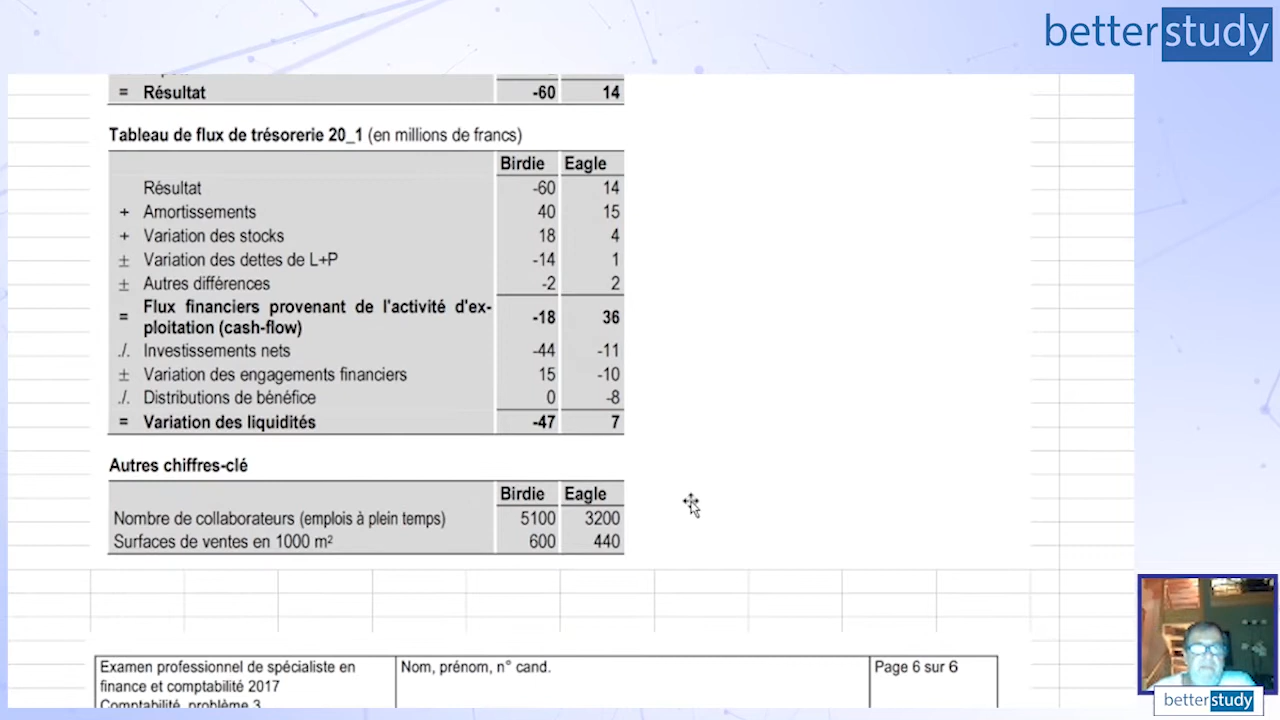 betterstudy
= Résultat -60 14
Tableau de flux de trésorerie 20_1 (en millions de francs)
Birdie Eagle
Résultat -60 14
+ Amortissements 40 15
+ Variation des stocks 18 4
± Variation des dettes de L+P -14 1
± Autres différences -2 2
= Flux financiers provenant de l'activité d'ex-
ploitation (cash-flow) -18 36
./. Investissements nets -44 -11
± Variation des engagements financiers 15 -10
./. Distributions de bénéfice 0 -8
= Variation des liquidités -47 7
Autres chiffres-clé
Birdie Eagle
Nombre de collaborateurs (emplois à plein temps) 5100 3200
Surfaces de ventes en 1000 m² 600 440
Examen professionnel de spécialiste en
finance et comptabilité 2017
Comptabilité, problème 3
Nom, prénom, n° cand.
Page 6 sur 6
betterstudy